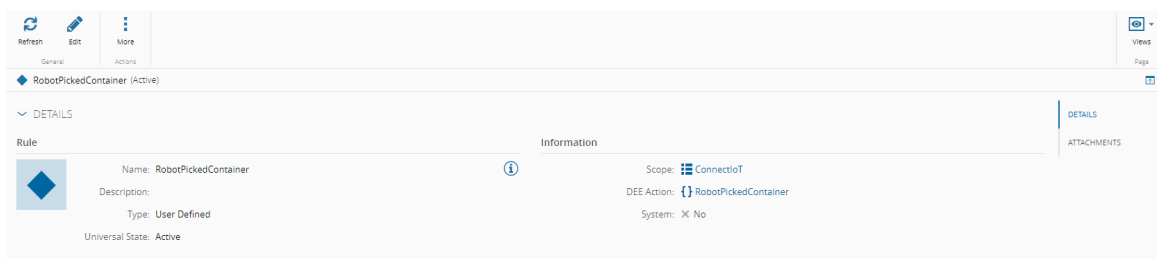 Refresh
Edit
More
Views
General
Actions
Page
RobotPickedContainer (Active)
DETAILS
DETAILS
ATTACHMENTS
Rule
Information
Name: RobotPickedContainer
Scope: ConnectIoT
Description:
DEE Action: { } RobotPickedContainer
Type: User Defined
System: No
Universal State: Active